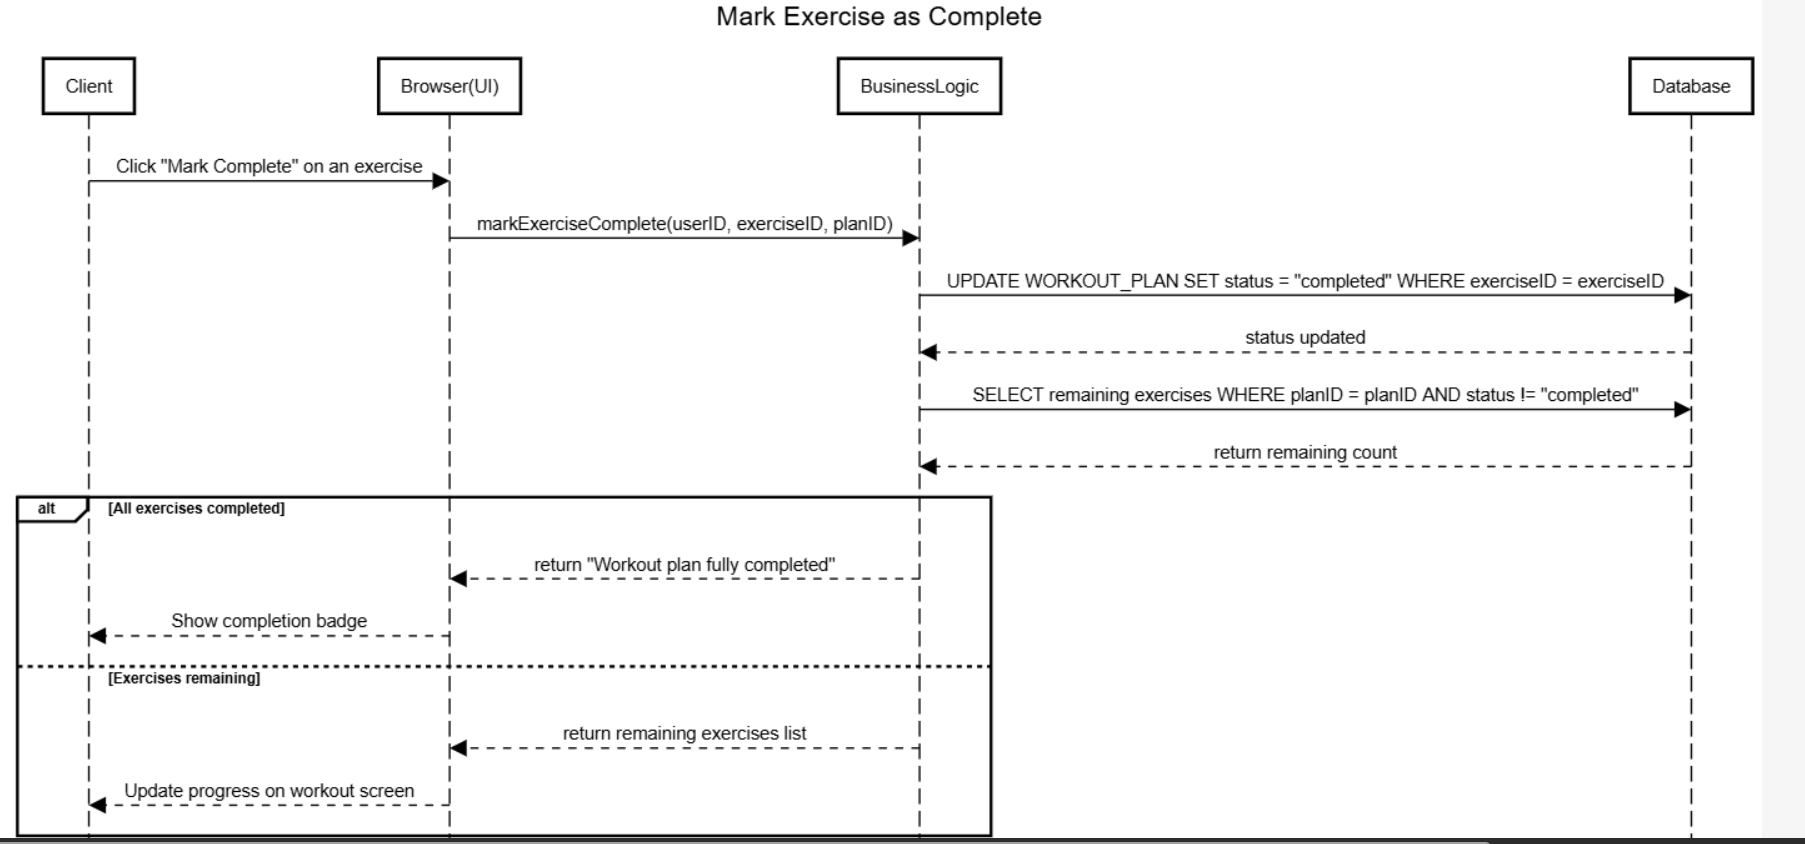 Mark Exercise as Complete
Client
Browser(UI)
BusinessLogic
Database
Click "Mark Complete" on an exercise
markExerciseComplete(userID, exerciseID, planID)
UPDATE WORKOUT_PLAN SET status = "completed" WHERE exerciseID = exerciseID
status updated
SELECT remaining exercises WHERE planID = planID AND status != "completed"
return remaining count
alt
[All exercises completed]
return "Workout plan fully completed"
Show completion badge
[Exercises remaining]
return remaining exercises list
Update progress on workout screen